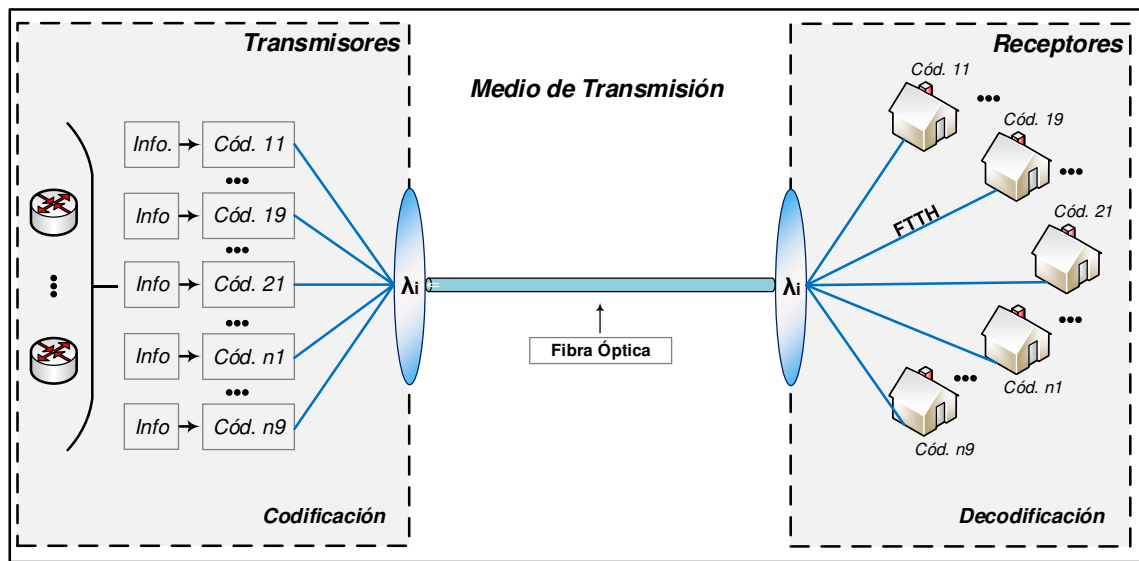 Transmisores
Info.
Cód. 11
•••
Info
Cód. 19
•••
Info
Cód. 21
•••
Info
Cód. n1
•••
Info
Cód. n9
•••
Codificación
λi
Medio de Transmisión
Fibra Óptica
λi
Receptores
Cód. 11
•••
Cód. 19
•••
FTTH
Cód. 21
•••
Cód. n1
•••
Cód. n9
Decodificación